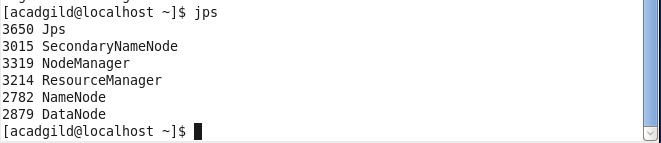 [acadgild@localhost ~]$ jps
3650 Jps
3015 SecondaryNameNode
3319 NodeManager
3214 ResourceManager
2782 NameNode
2879 DataNode
[acadgild@localhost ~]$